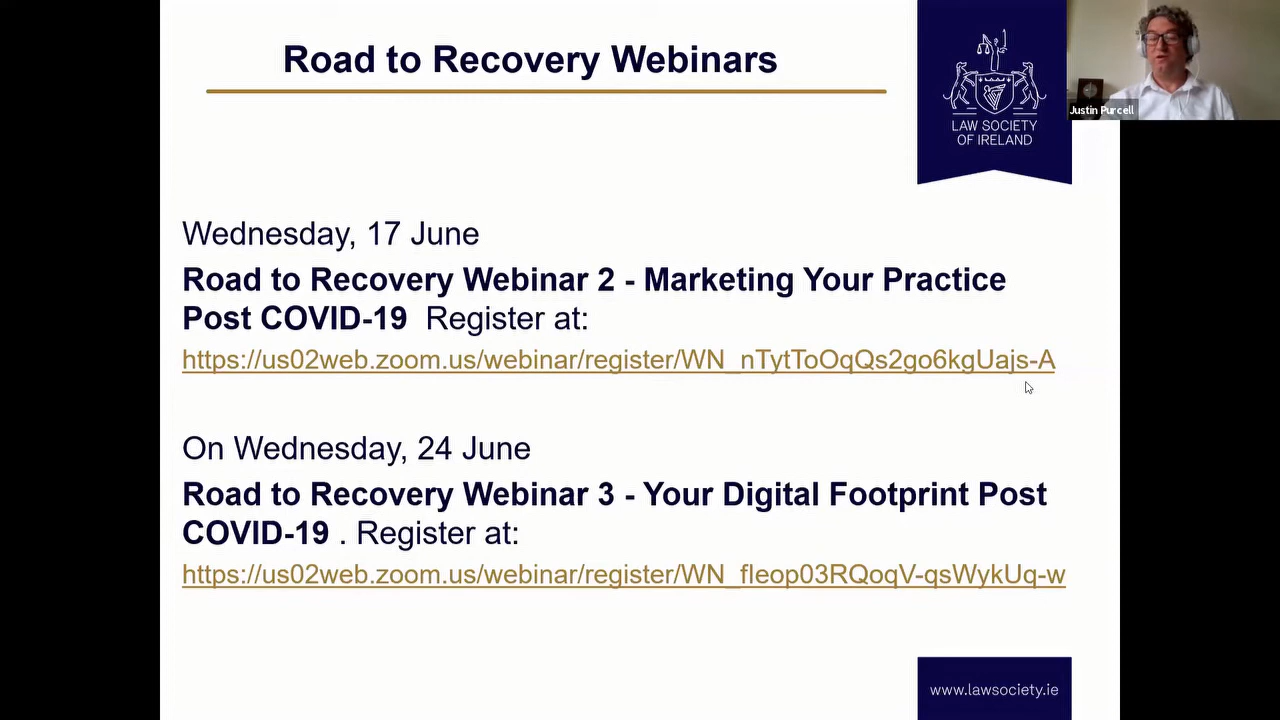 Road to Recovery Webinars
LAW SOCIETY
OF IRELAND
Justin Purcell
Wednesday, 17 June
Road to Recovery Webinar 2 - Marketing Your Practice
Post COVID-19 Register at:
https://us02web.zoom.us/webinar/register/WN_nTytToOqQs2go6kgUajs-A
On Wednesday, 24 June
Road to Recovery Webinar 3 - Your Digital Footprint Post
COVID-19 . Register at:
https://us02web.zoom.us/webinar/register/WN_fIeop03RQoqV-qsWykUq-w
www.lawsociety.ie